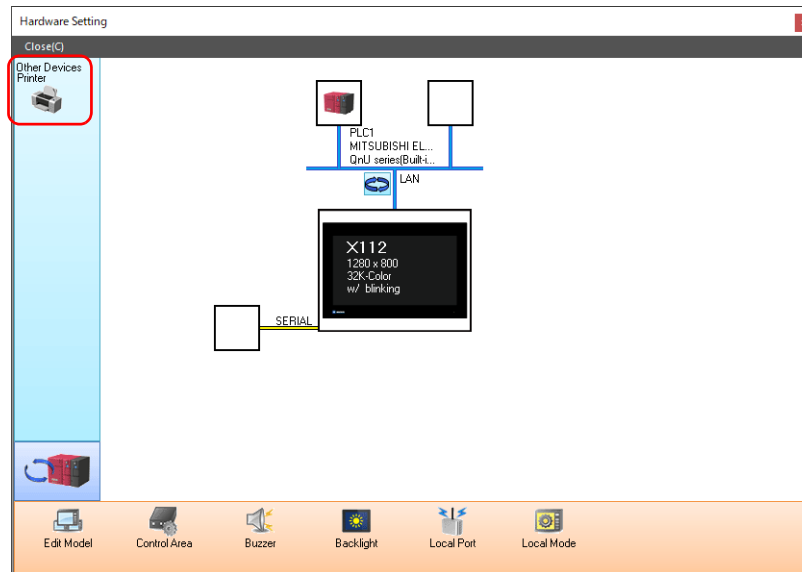 Hardware Setting
Close(C)
Other Devices
Printer
PLC1
MITSUBISHI EL...
QnU series(Built-i...
LAN
X112
1280 x 800
32K-Color
w/ blinking
SERIAL
Edit Model
Control Area
Buzzer
Backlight
Local Port
Local Mode